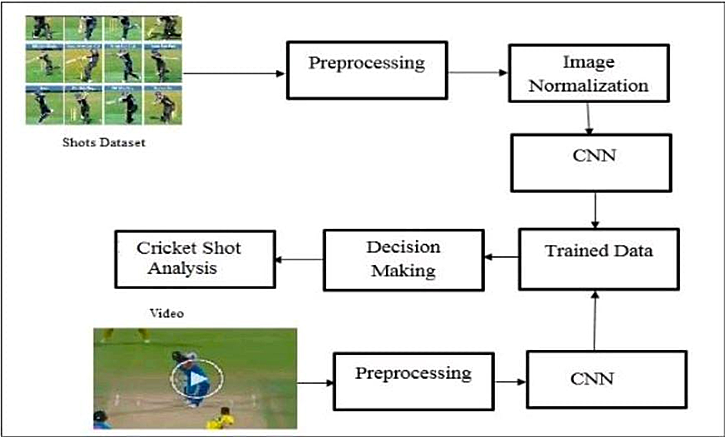 Preprocessing
Image
Normalization
Shots Dataset
CNN
Cricket Shot
Analysis
Decision
Making
Trained Data
Video
Preprocessing
CNN